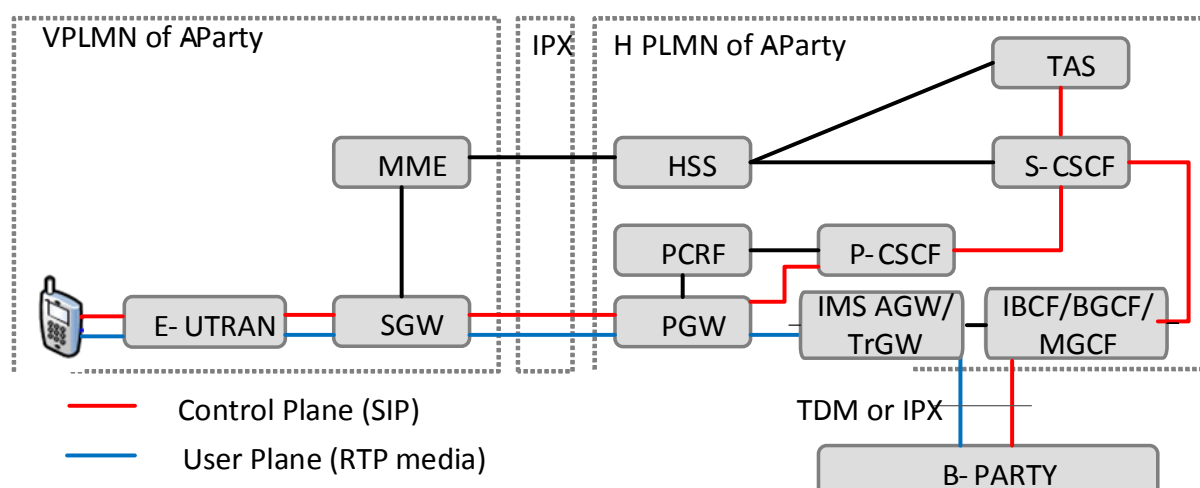 VPLMN of AParty
IPX
H PLMN of AParty
TAS
MME
HSS
S-CSCF
PCRF
P-CSCF
E-UTRAN
SGW
PGW
IMS AGW/
TrGW
IBCF/BGCF/
MGCF
Control Plane (SIP)
TDM or IPX
User Plane (RTP media)
B-PARTY